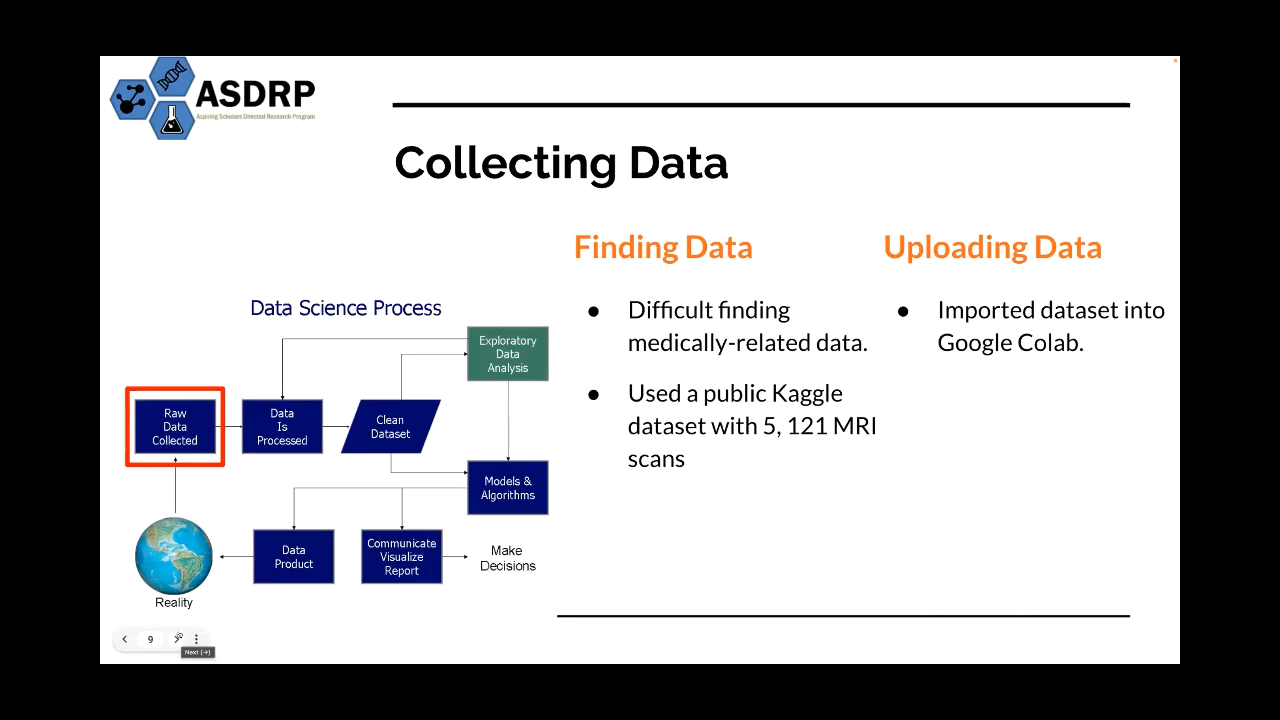 ASDRP
Aspiring Scholars Directed Research Program
Collecting Data
Finding Data
● Difficult finding
medically-related data.
● Used a public Kaggle
dataset with 5, 121 MRI
scans
Uploading Data
● Imported dataset into
Google Colab.
Data Science Process
Exploratory
Data
Analysis
Raw
Data
Collected
Data
Is
Processed
Clean
Dataset
Models &
Algorithms
Data
Product
Communicate
Visualize
Report
Make
Decisions
Reality
9
Next (→)